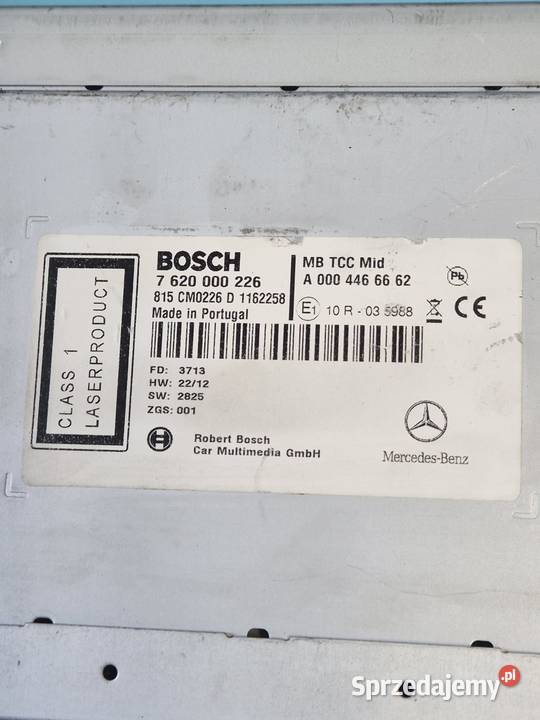 CLASS 1
LASERPRODUCT
BOSCH
7 620 000 226
815 CM0226 D 1162258
Made in Portugal
MB TCC Mid
A 000 446 66 62
Pb
E1 10 R - 03 5988
CE
FD: 3713
HW: 22/12
SW: 2825
ZGS: 001
Robert Bosch
Car Multimedia GmbH
Mercedes-Benz
Sprzedajemy.pl